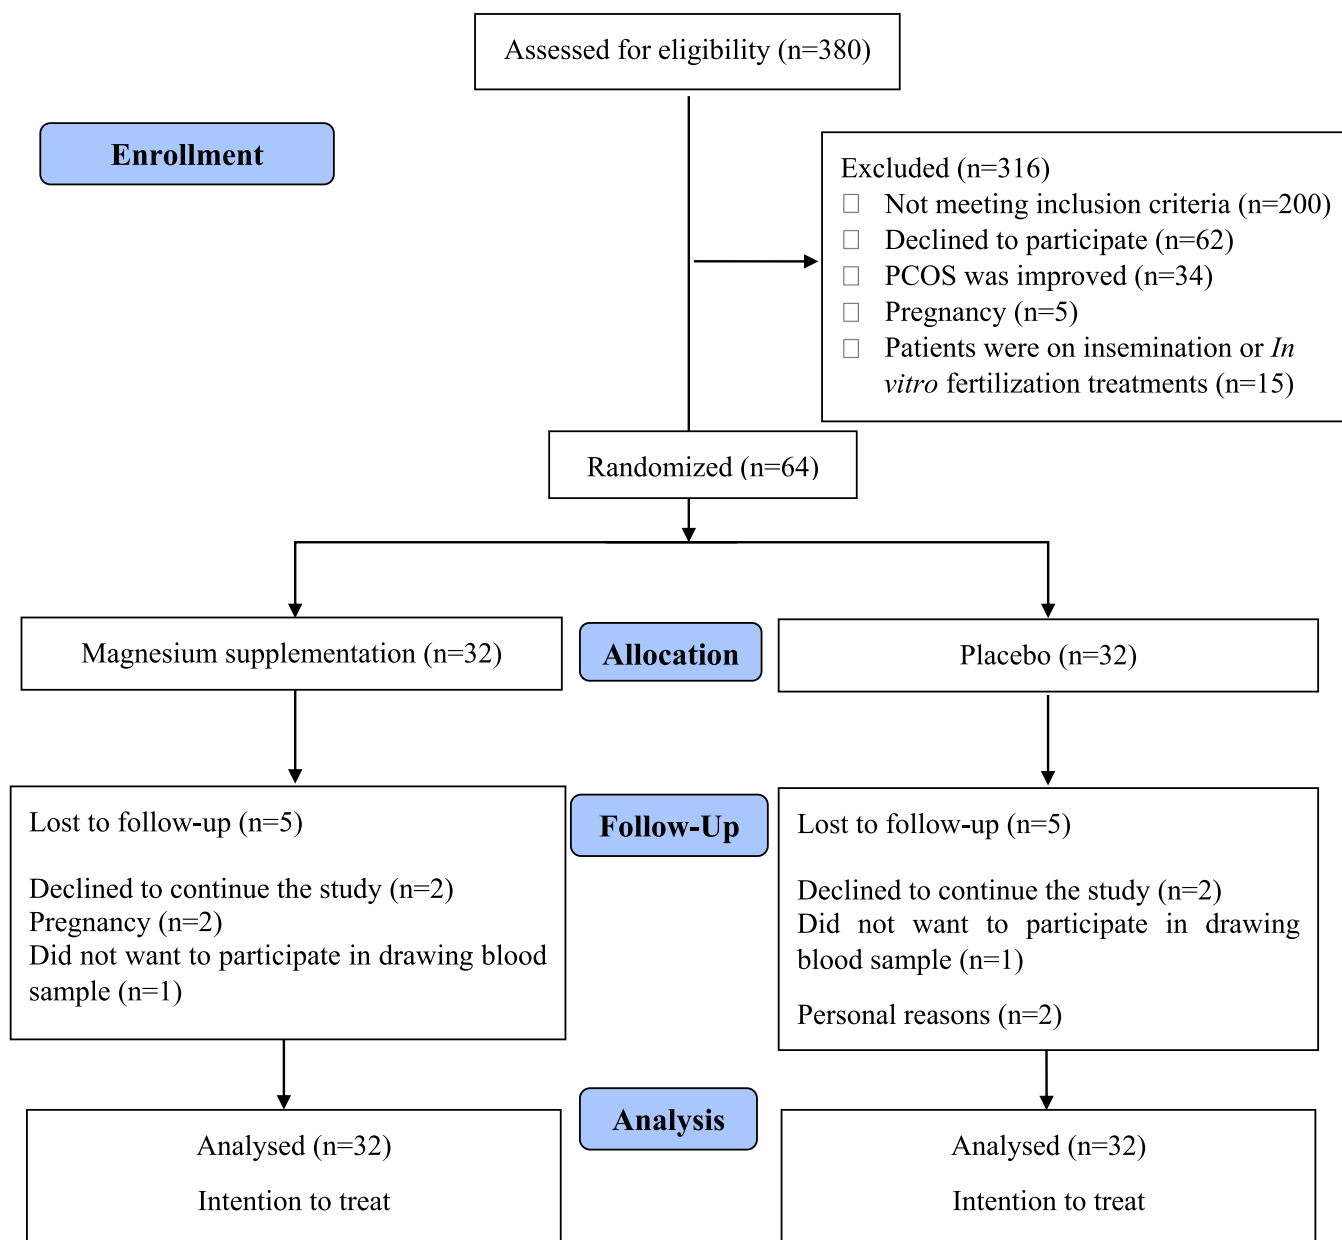 Assessed for eligibility (n=380)
Enrollment
Excluded (n=316)
Not meeting inclusion criteria (n=200)
Declined to participate (n=62)
PCOS was improved (n=34)
Pregnancy (n=5)
Patients were on insemination or In
vitro fertilization treatments (n=15)
Randomized (n=64)
Magnesium supplementation (n=32)
Allocation
Placebo (n=32)
Lost to follow-up (n=5)
Declined to continue the study (n=2)
Pregnancy (n=2)
Did not want to participate in drawing blood
sample (n=1)
Follow-Up
Lost to follow-up (n=5)
Declined to continue the study (n=2)
Did not want to participate in drawing
blood sample (n=1)
Personal reasons (n=2)
Analysis
Analysed (n=32)
Intention to treat
Analysed (n=32)
Intention to treat